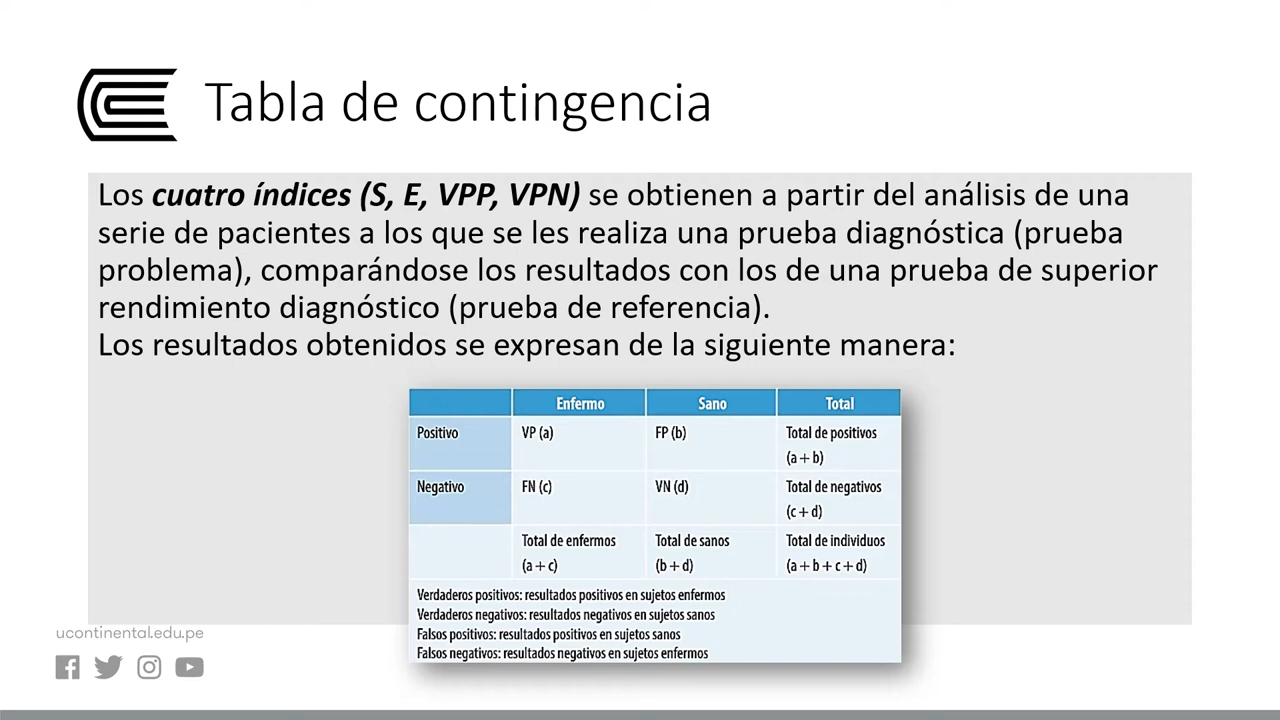 Tabla de contingencia
Los cuatro índices (S, E, VPP, VPN) se obtienen a partir del análisis de una
serie de pacientes a los que se les realiza una prueba diagnóstica (prueba
problema), comparándose los resultados con los de una prueba de superior
rendimiento diagnóstico (prueba de referencia).
Los resultados obtenidos se expresan de la siguiente manera:
Enfermo Sano Total
Positivo VP (a) FP (b) Total de positivos
(a + b)
Negativo FN (c) VN (d) Total de negativos
(c + d)
Total de enfermos Total de sanos Total de individuos
(a + c) (b + d) (a + b + c + d)
Verdaderos positivos: resultados positivos en sujetos enfermos
Verdaderos negativos: resultados negativos en sujetos sanos
Falsos positivos: resultados positivos en sujetos sanos
Falsos negativos: resultados negativos en sujetos enfermos
ucontinental.edu.pe